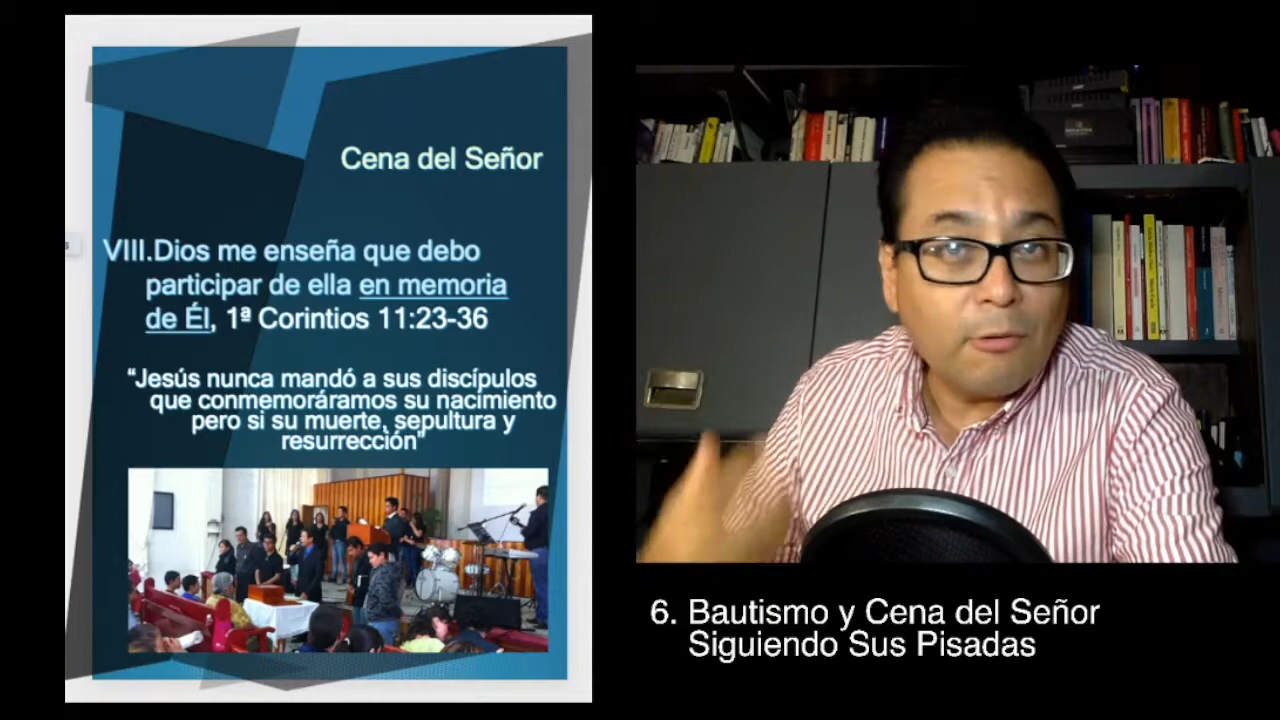 Cena del Señor
VIII.Dios me enseña que debo
participar de ella en memoria
de Él, 1ª Corintios 11:23-36
“Jesús nunca mandó a sus discípulos
que conmemoráramos su nacimiento
pero si su muerte, sepultura y
resurrección”
6. Bautismo y Cena del Señor
Siguiendo Sus Pisadas